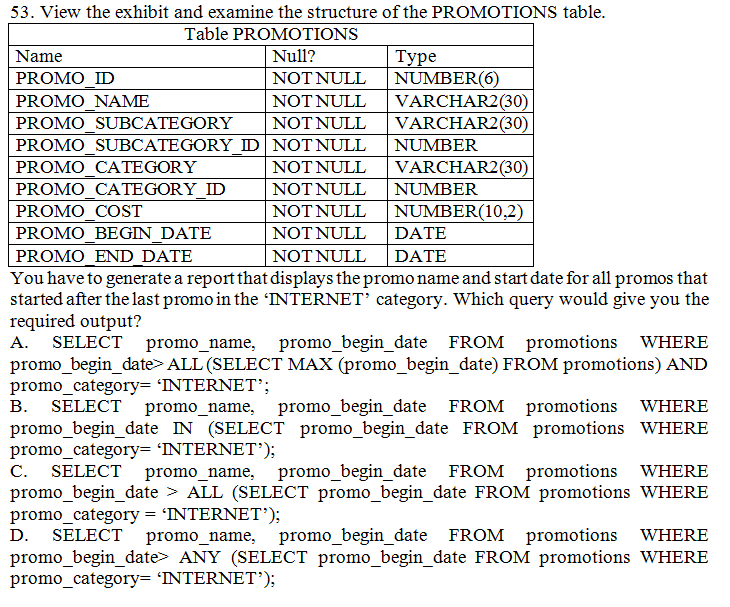 53. View the exhibit and examine the structure of the PROMOTIONS table.
Table PROMOTIONS
Name Null? Type
PROMO_ID NOT NULL NUMBER(6)
PROMO_NAME NOT NULL VARCHAR2(30)
PROMO_SUBCATEGORY NOT NULL VARCHAR2(30)
PROMO_SUBCATEGORY_ID NOT NULL NUMBER
PROMO_CATEGORY NOT NULL VARCHAR2(30)
PROMO_CATEGORY_ID NOT NULL NUMBER
PROMO_COST NOT NULL NUMBER(10,2)
PROMO_BEGIN_DATE NOT NULL DATE
PROMO_END_DATE NOT NULL DATE
You have to generate a report that displays the promo name and start date for all promos that
started after the last promo in the ‘INTERNET’ category. Which query would give you the
required output?
A. SELECT promo_name, promo_begin_date FROM promotions WHERE
promo_begin_date> ALL (SELECT MAX (promo_begin_date) FROM promotions) AND
promo_category= ‘INTERNET’;
B. SELECT promo_name, promo_begin_date FROM promotions WHERE
promo_begin_date IN (SELECT promo_begin_date FROM promotions WHERE
promo_category= ‘INTERNET’);
C. SELECT promo_name, promo_begin_date FROM promotions WHERE
promo_begin_date > ALL (SELECT promo_begin_date FROM promotions WHERE
promo_category = ‘INTERNET’);
D. SELECT promo_name, promo_begin_date FROM promotions WHERE
promo_begin_date> ANY (SELECT promo_begin_date FROM promotions WHERE
promo_category= ‘INTERNET’);